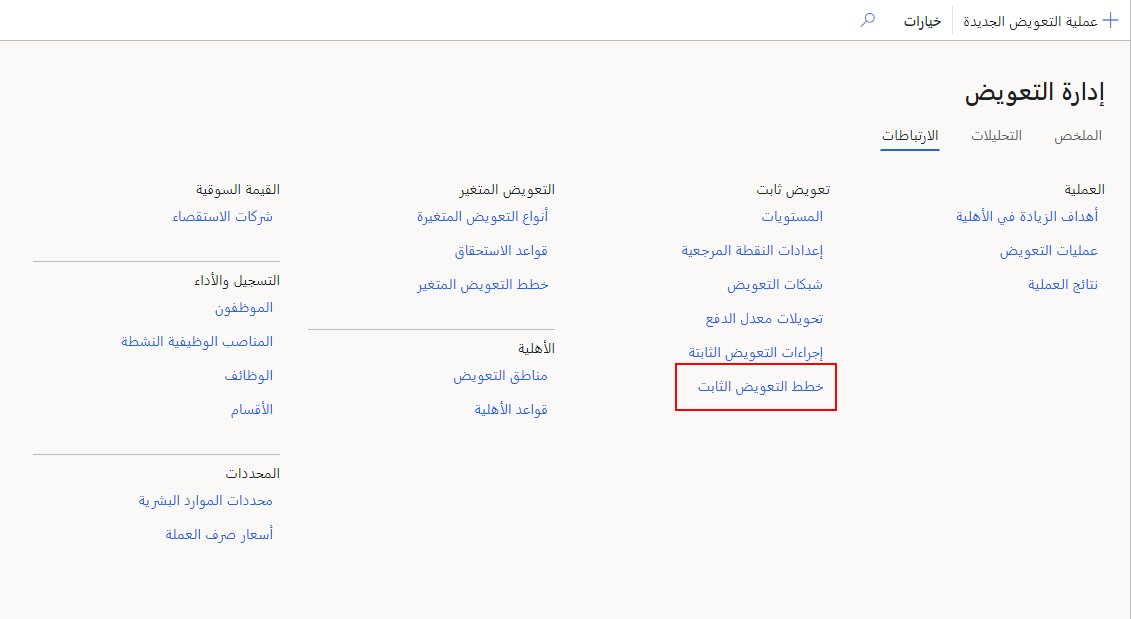 عملية التعويض الجديدة
خيارات
إدارة التعويض
الملخص
التحليلات
الارتباطات
العملية
أهداف الزيادة في الأهلية
عمليات التعويض
نتائج العملية
تعويض ثابت
المستويات
إعدادات النقطة المرجعية
شبكات التعويض
تحويلات معدل الدفع
إجراءات التعويض الثابتة
خطط التعويض الثابت
التعويض المتغير
أنواع التعويض المتغيرة
قواعد الاستحقاق
خطط التعويض المتغير
الأهلية
مناطق التعويض
قواعد الأهلية
القيمة السوقية
شركات الاستقصاء
التسجيل والأداء
الموظفون
المناصب الوظيفية النشطة
الوظائف
الأقسام
المحددات
محددات الموارد البشرية
أسعار صرف العملة